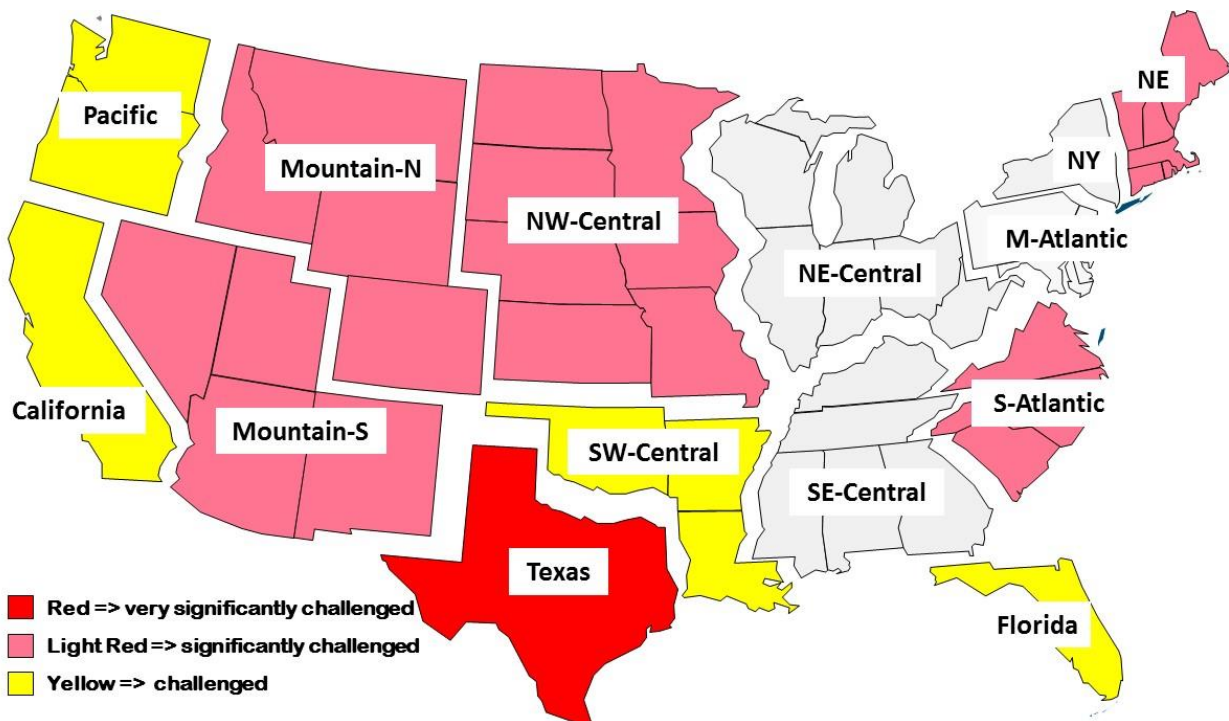 NE
Pacific
NY
Mountain-N
NW-Central
M-Atlantic
NE-Central
California
Mountain-S
S-Atlantic
SW-Central
SE-Central
Texas
Florida
Red => very significantly challenged
Light Red => significantly challenged
Yellow => challenged